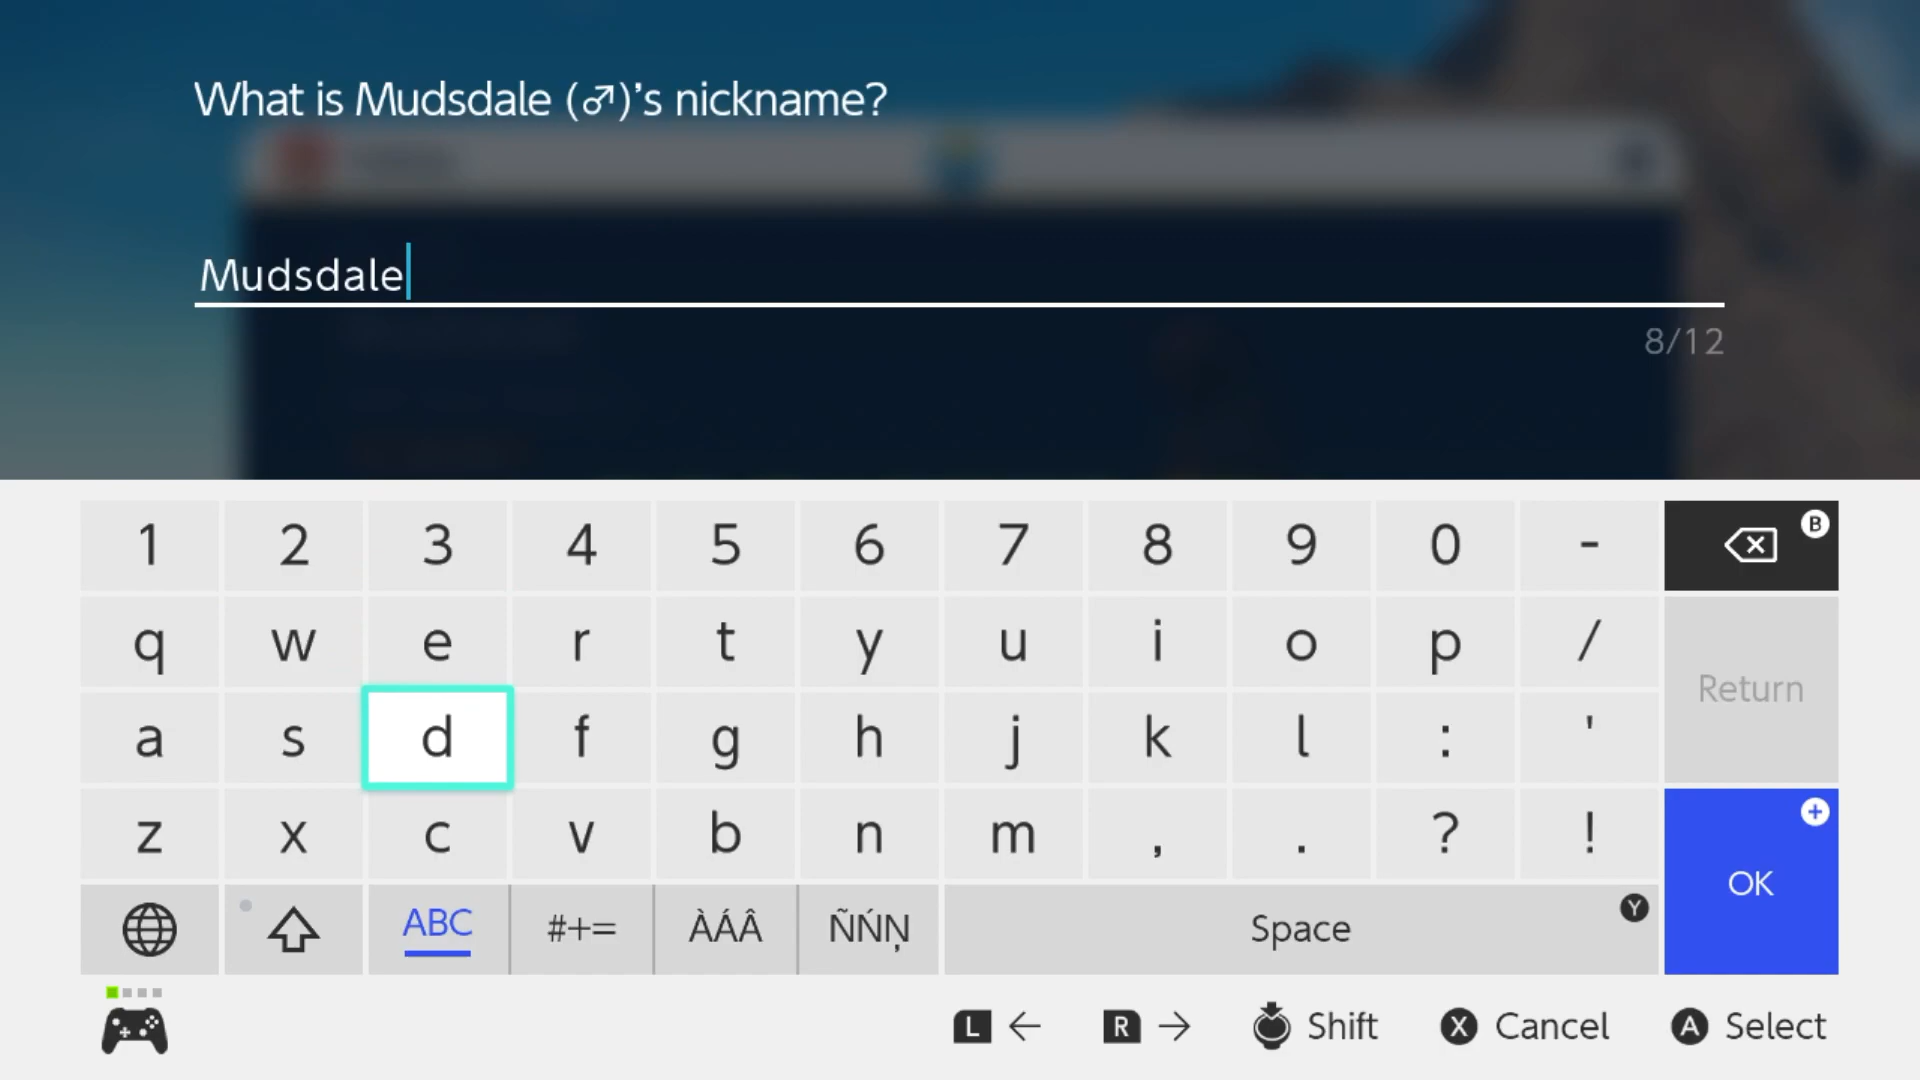 What is Mudsdale (♂)'s nickname?
Mudsdale
8/12
1 2 3 4 5 6 7 8 9 0 - B
q w e r t y u i o p / Return
a s d f g h j k l : '
z x c v b n m , . ? ! + OK
ABC #+= ÀÁÂ ÑŃŅ Space Y
L ← R → Shift X Cancel A Select